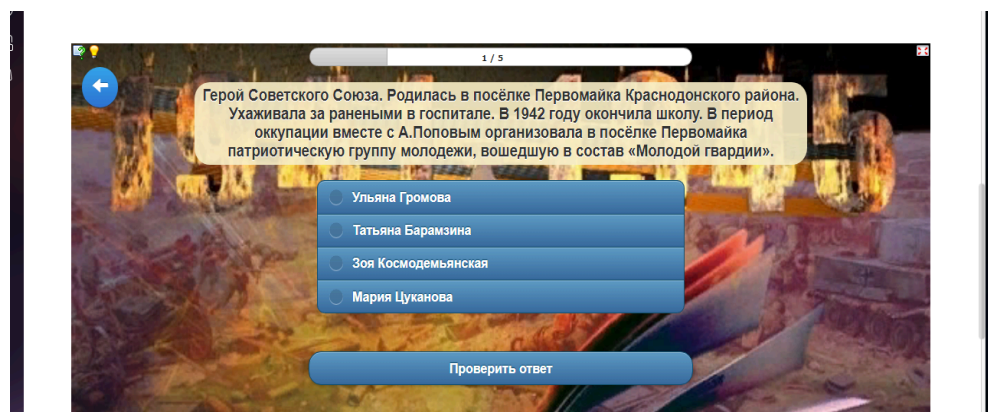 1 / 5
Герой Советского Союза. Родилась в посёлке Первомайка Краснодонского района.
Ухаживала за ранеными в госпитале. В 1942 году окончила школу. В период
оккупации вместе с А.Поповым организовала в посёлке Первомайка
патриотическую группу молодежи, вошедшую в состав «Молодой гвардии».
1941-1945
Ульяна Громова
Татьяна Барамзина
Зоя Космодемьянская
Мария Цуканова
Проверить ответ